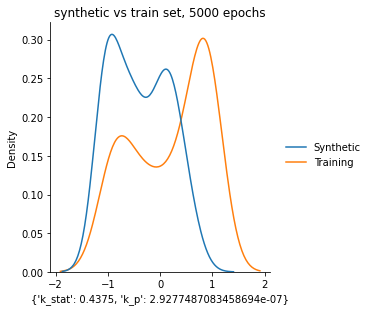 synthetic vs train set, 5000 epochs
0.30
0.25
0.20
0.15
0.10
0.05
0.00
Density
Synthetic
Training
−2
−1
0
1
2
{'k_stat': 0.4375, 'k_p': 2.9277487083458694e-07}